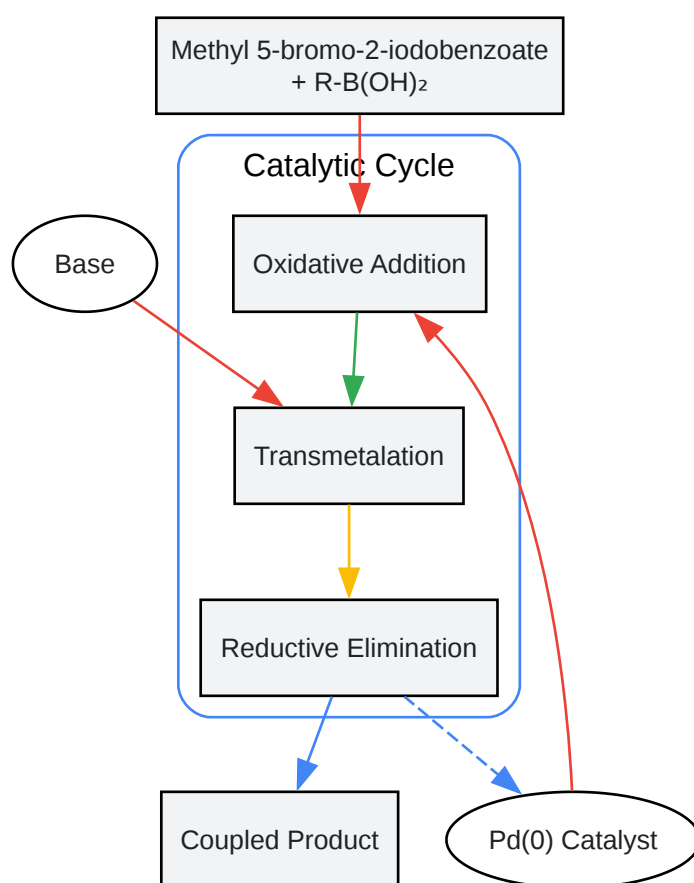 Methyl 5-bromo-2-iodobenzoate
+ R-B(OH)₂
Catalytic Cycle
Oxidative Addition
Base
Transmetalation
Reductive Elimination
Coupled Product
Pd(0) Catalyst